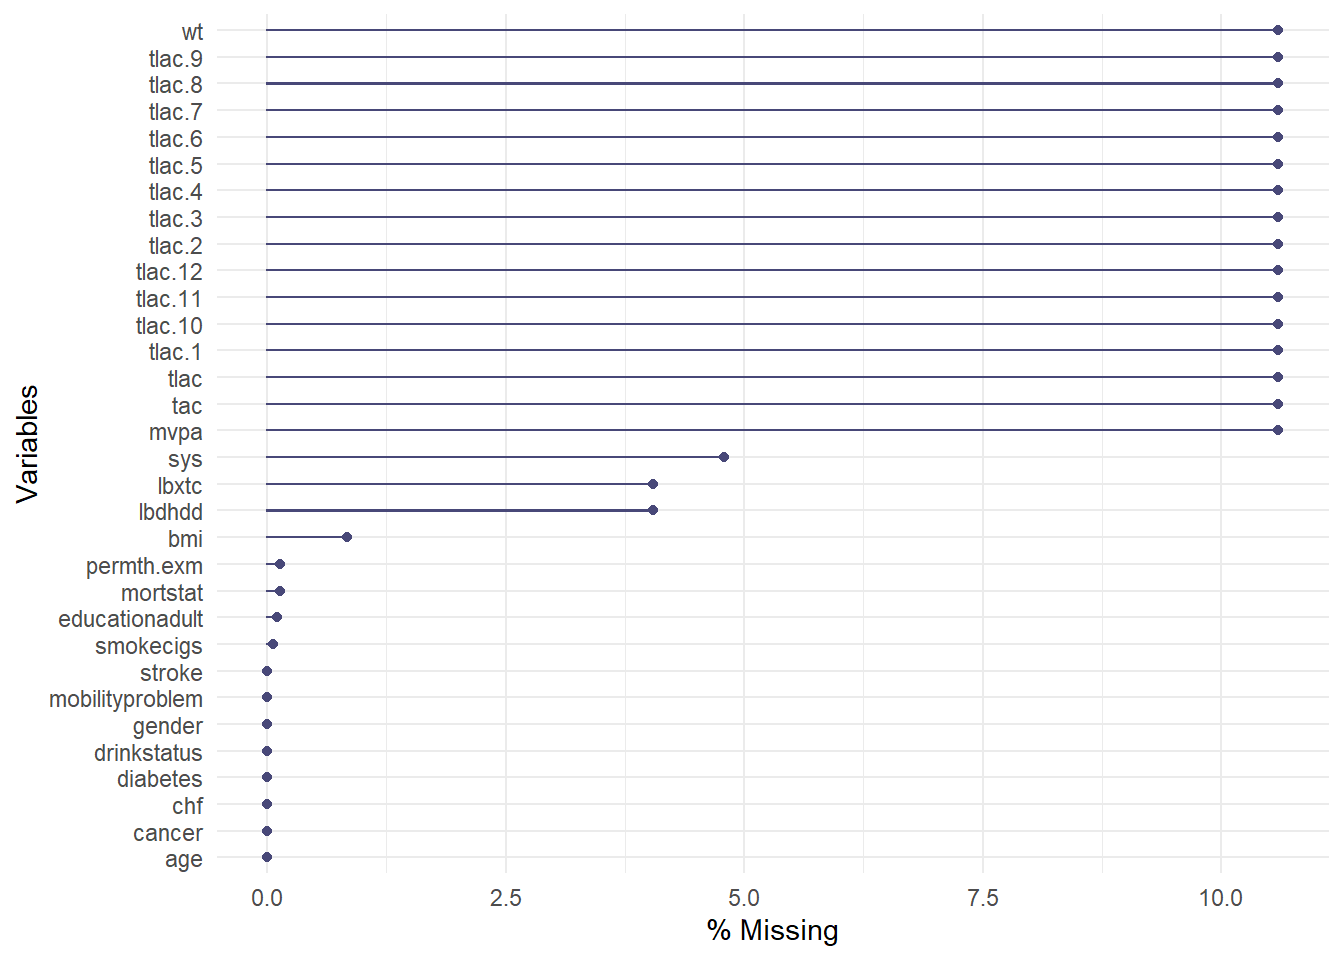 wt
tlac.9
tlac.8
tlac.7
tlac.6
tlac.5
tlac.4
tlac.3
tlac.2
tlac.12
tlac.11
tlac.10
tlac.1
tlac
tac
mvpa
sys
lbxtc
lbdhdd
bmi
permth.exm
mortstat
educationadult
smokecigs
stroke
mobilityproblem
gender
drinkstatus
diabetes
chf
cancer
age
Variables
0.0 2.5 5.0 7.5 10.0
% Missing